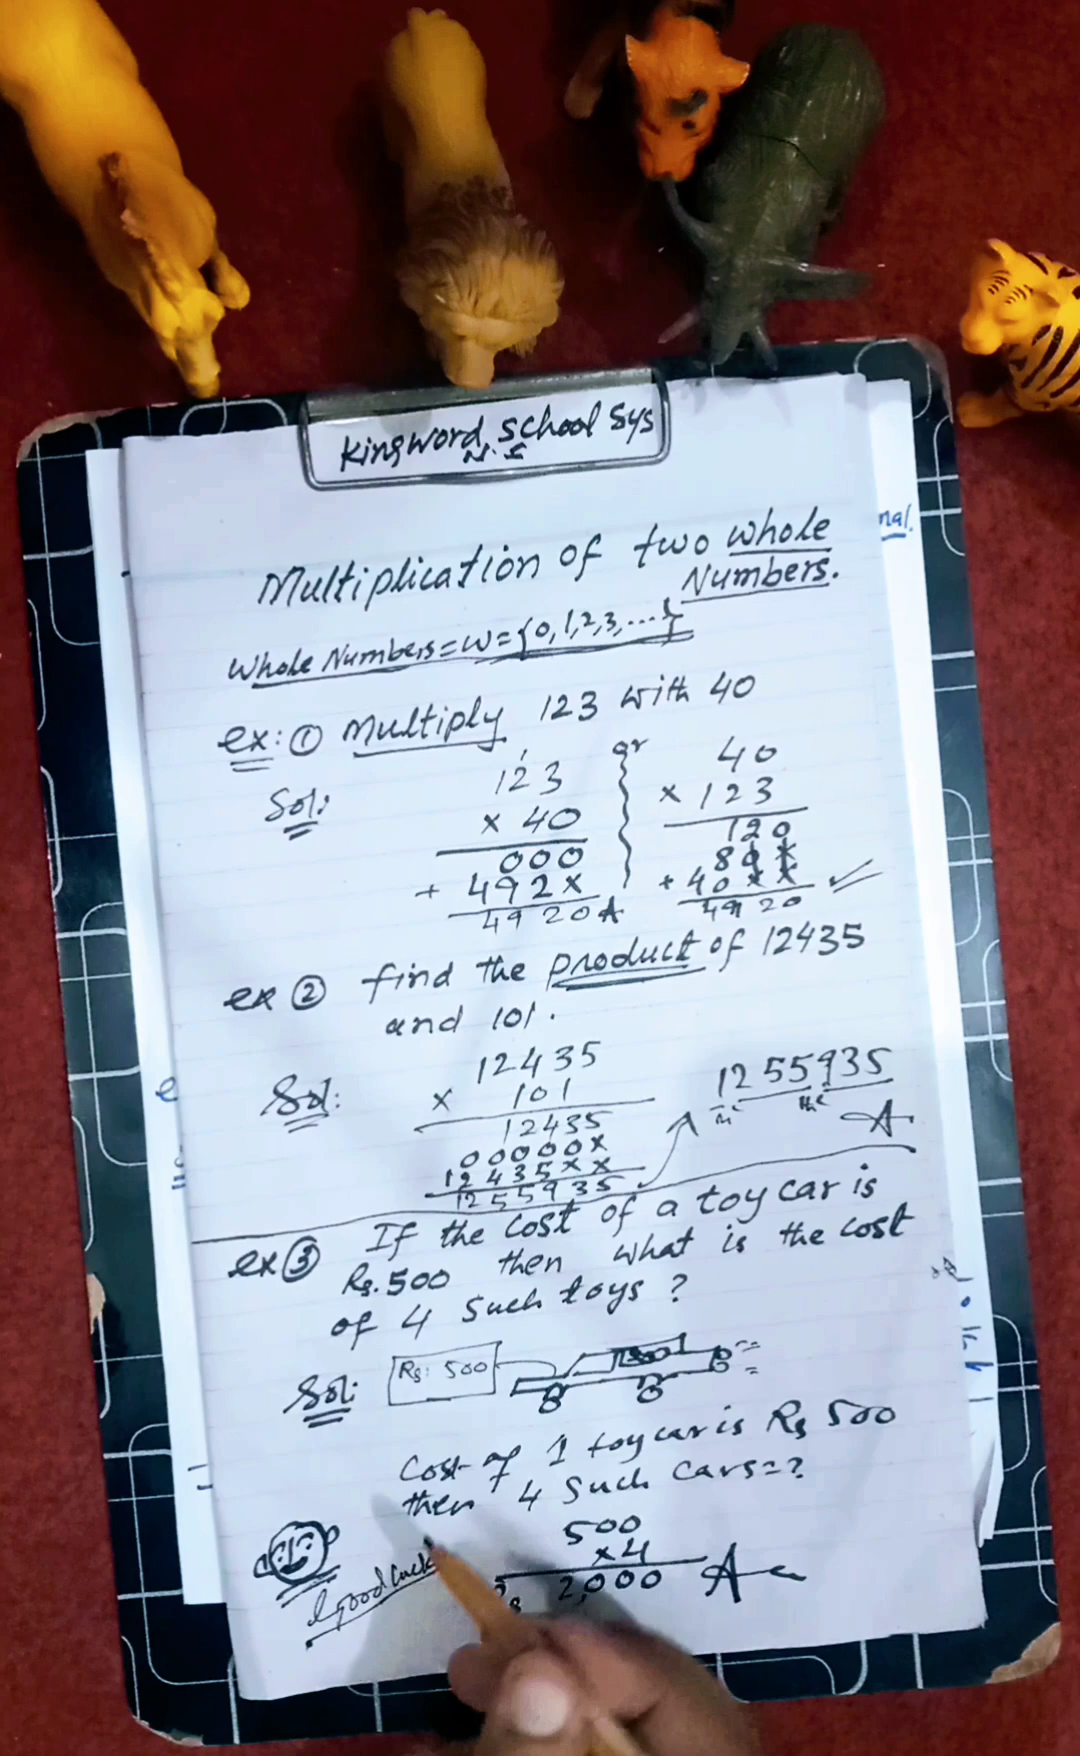 Kingword School Sys
N. S
Multiplication of two whole
Numbers.
Whole Numbers = W = {0, 1, 2, 3, ....}
ex: ① Multiply 123 with 40
Sol:
1
123
× 40
000
+ 492×
4920 A
or
40
× 123
120
80×
+ 40××
4920
ex ② find the product of 12435
and 101.
Sol:
12435
× 101
12435
00000×
12435××
1255935
1255935
A
ex ③ If the cost of a toy car is
Rs. 500 then what is the cost
of 4 such toys?
Sol:
Rs: 500
Cost of 1 toy car is Rs 500
then 4 such cars = ?
500
×4
2,000 A
Good luck
nal.